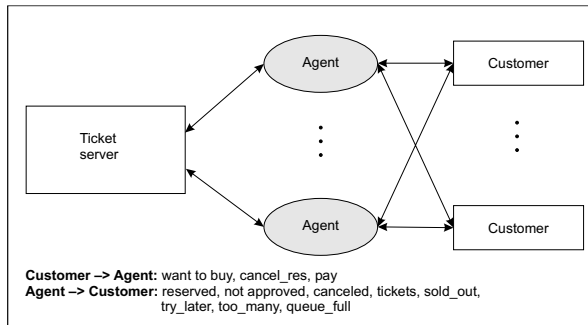 Agent
Customer
Ticket
server
Agent
Customer
Customer –> Agent: want to buy, cancel_res, pay
Agent –> Customer: reserved, not approved, canceled, tickets, sold_out,
try_later, too_many, queue_full